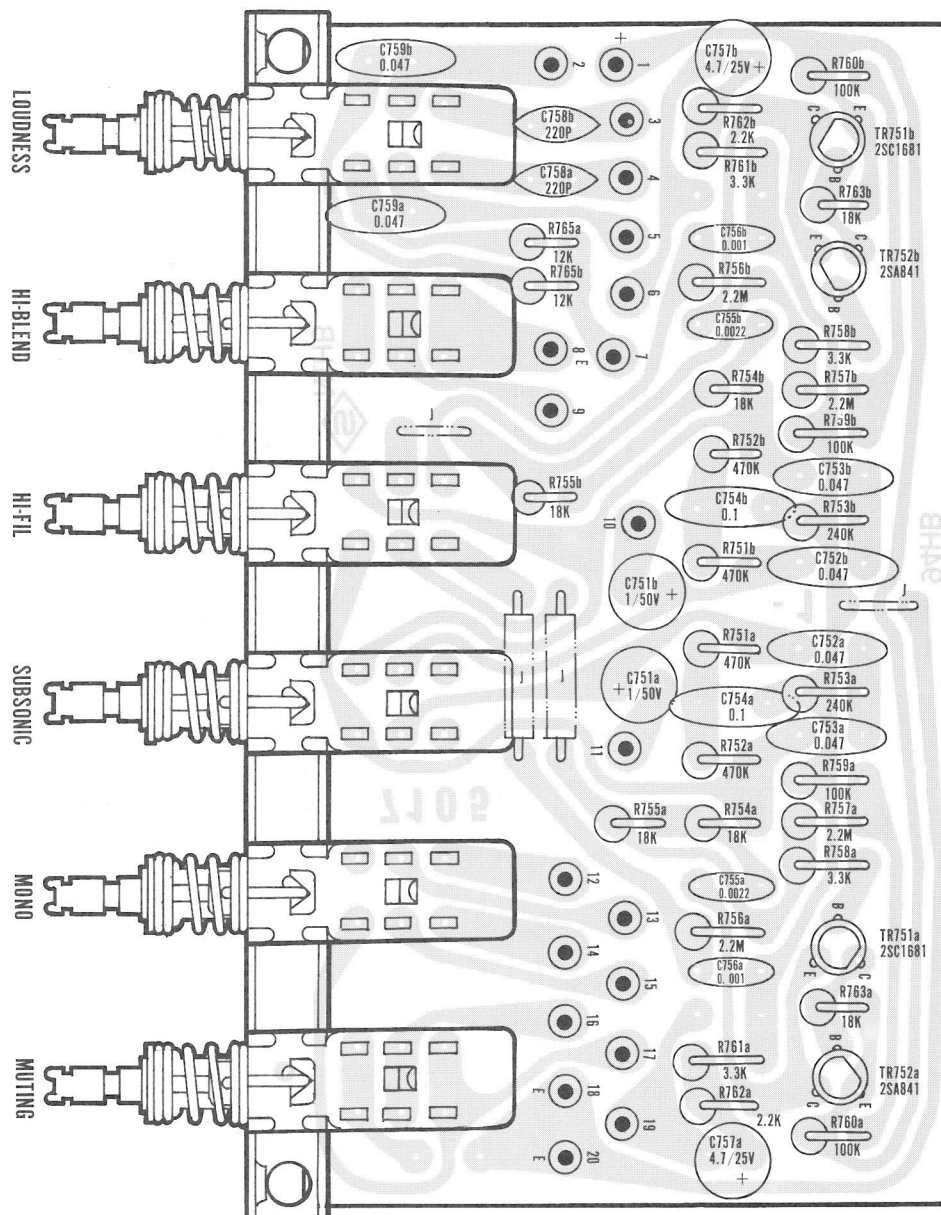 LOUDNESS
HI-BLEND
HI-FIL
SUBSONIC
MONO
MUTING
C759b
0.047
C759a
0.047
C758b
220P
C758a
220P
R765a
12K
R765b
12K
R755b
18K
J
J
J
J
7105
94HB
+
1
2
3
4
5
6
7
8
E
9
10
11
12
13
14
15
16
17
18
E
19
20
E
C757b
4.7/25V +
R760b
100K
R762b
2.2K
R761b
3.3K
C
E
B
TR751b
2SC1681
R763b
18K
C756b
0.001
E
C
B
TR752b
2SA841
R756b
2.2M
C755b
0.0022
R758b
3.3K
R754b
18K
R757b
2.2M
R759b
100K
R752b
470K
C753b
0.047
C754b
0.1
R753b
240K
R751b
470K
C752b
0.047
C751b
1/50V
+
R751a
470K
C752a
0.047
C751a
+ 1/50V
R753a
240K
C754a
0.1
C753a
0.047
R752a
470K
R759a
100K
R755a
18K
R754a
18K
R757a
2.2M
R758a
3.3K
C755a
0.0022
R756a
2.2M
B
E
C
TR751a
2SC1681
C756a
0.001
R763a
18K
R761a
3.3K
B
C
E
TR752a
2SA841
R762a
2.2K
R760a
100K
C757a
4.7/25V
+